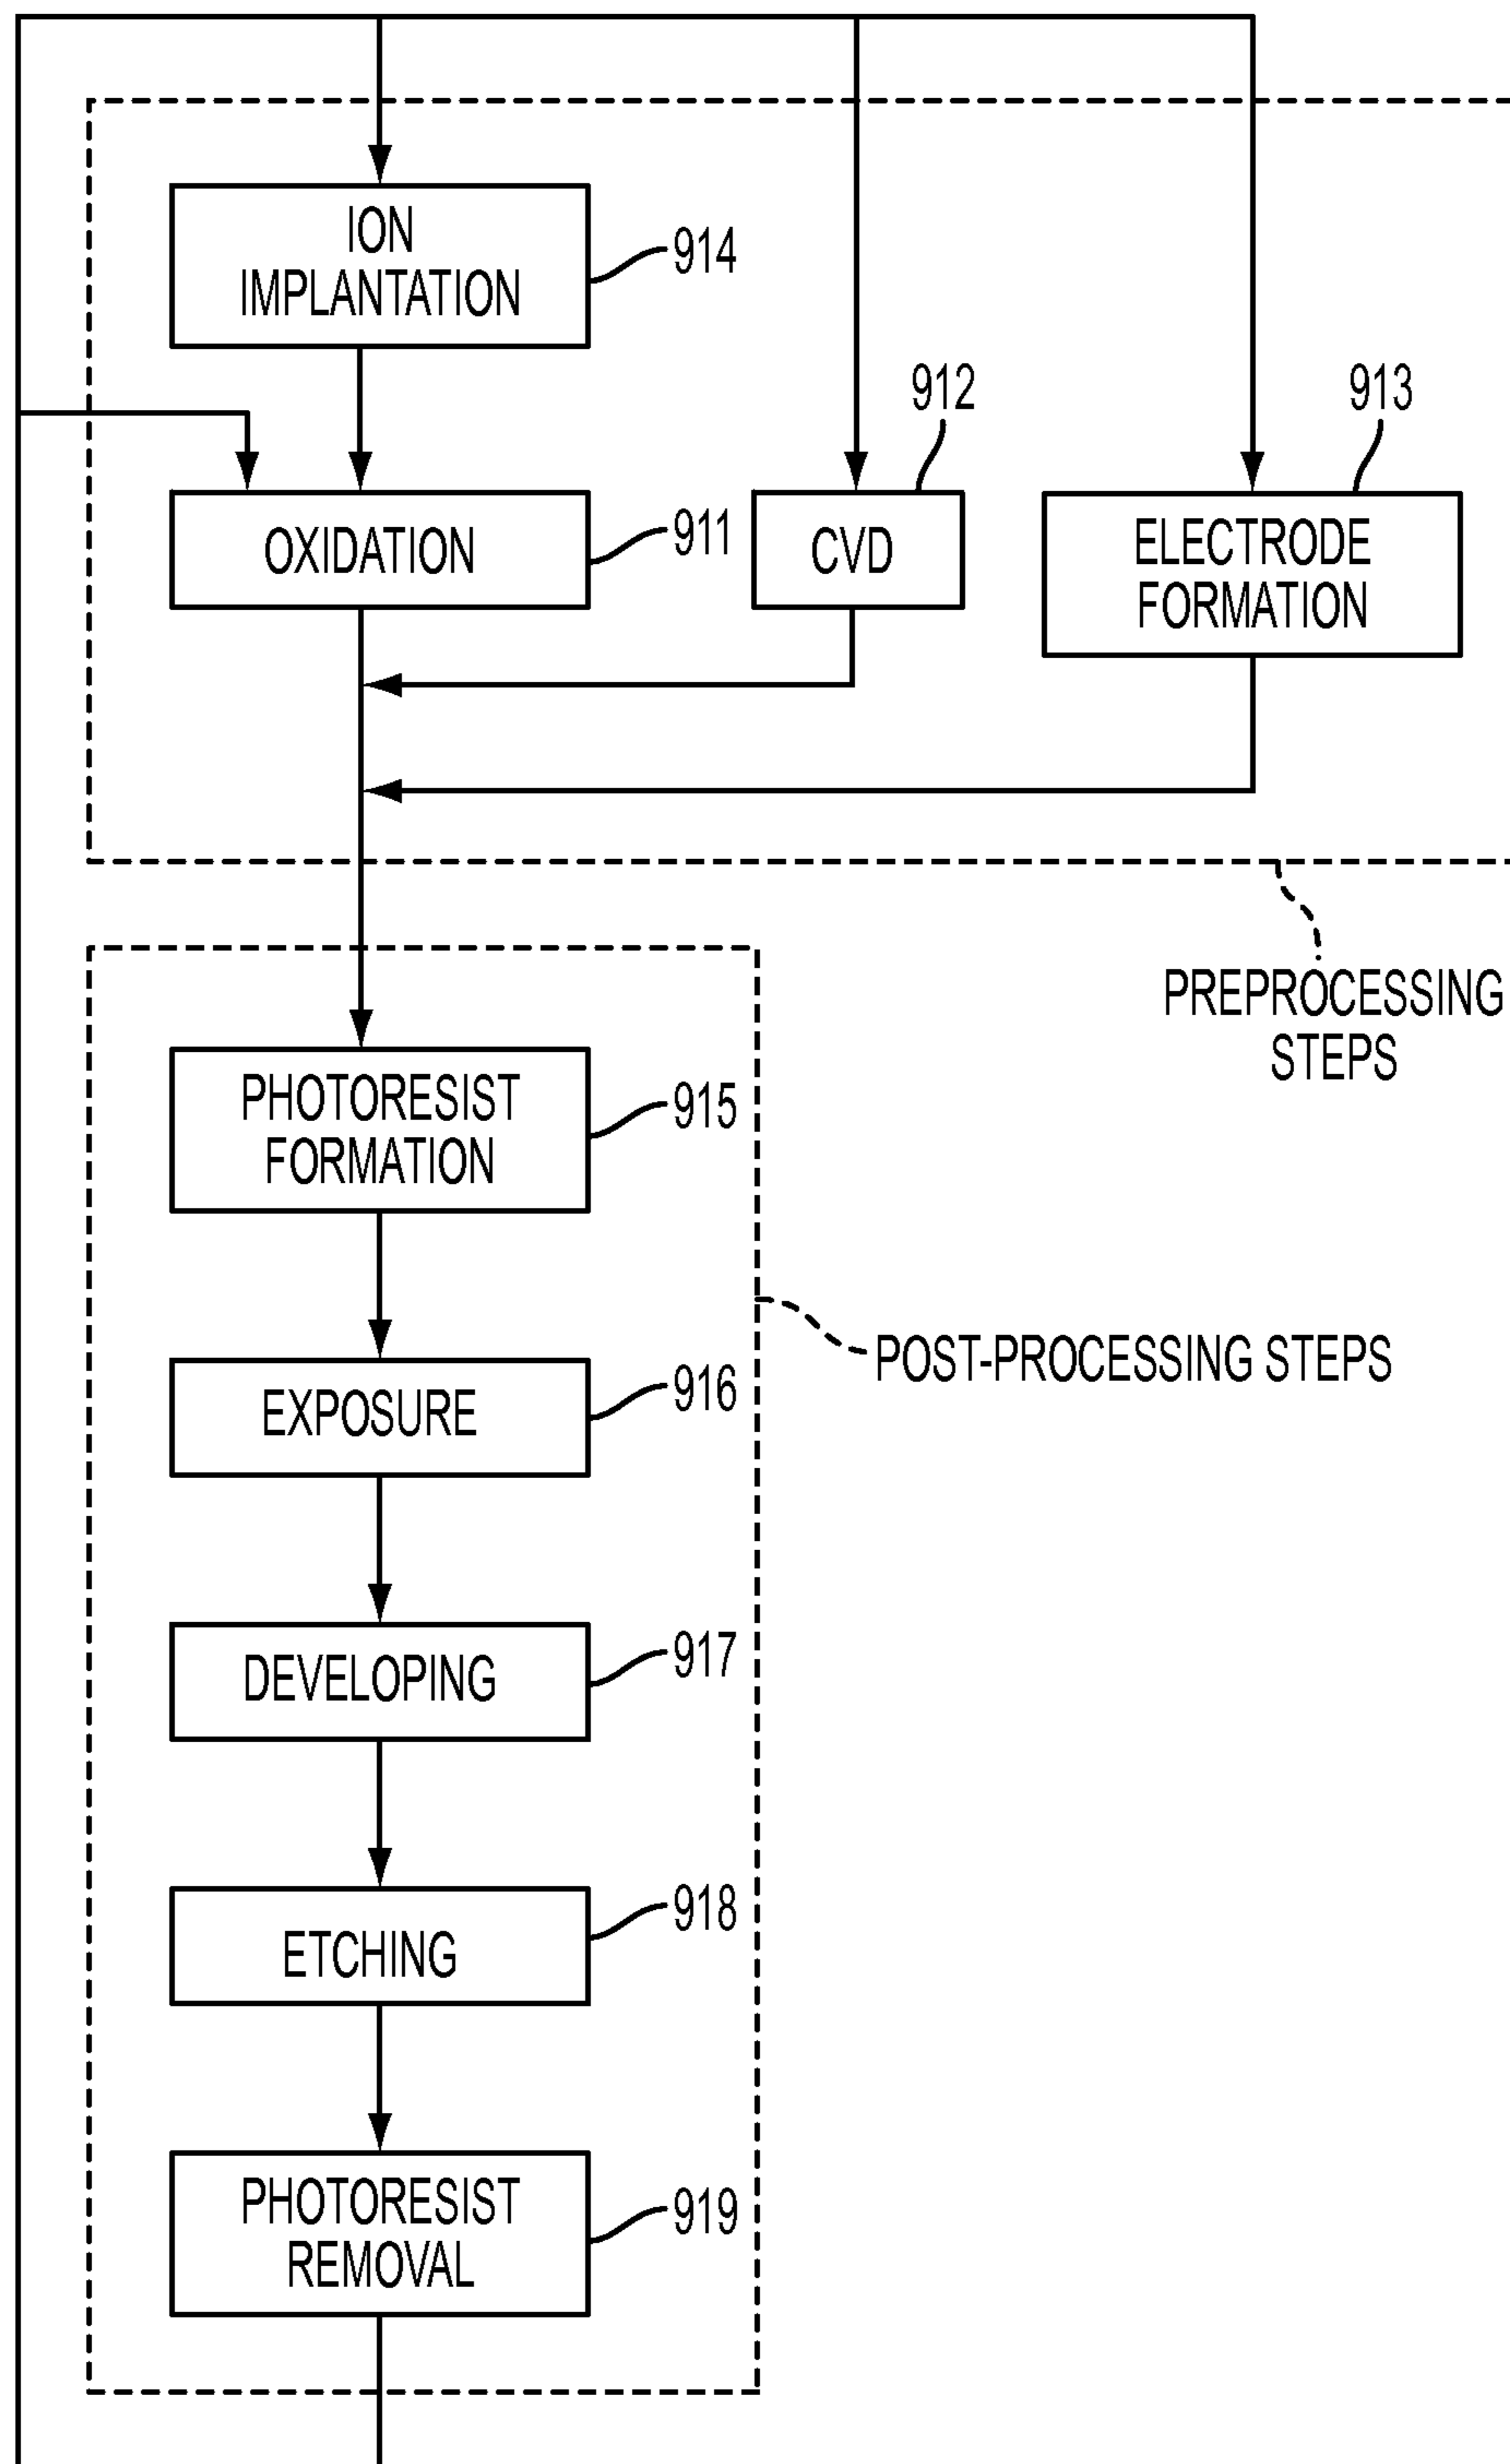 ION
IMPLANTATION
914
912
913
OXIDATION
911
CVD
ELECTRODE
FORMATION
PREPROCESSING
STEPS
PHOTORESIST
FORMATION
915
EXPOSURE
916
POST-PROCESSING STEPS
DEVELOPING
917
ETCHING
918
PHOTORESIST
REMOVAL
919